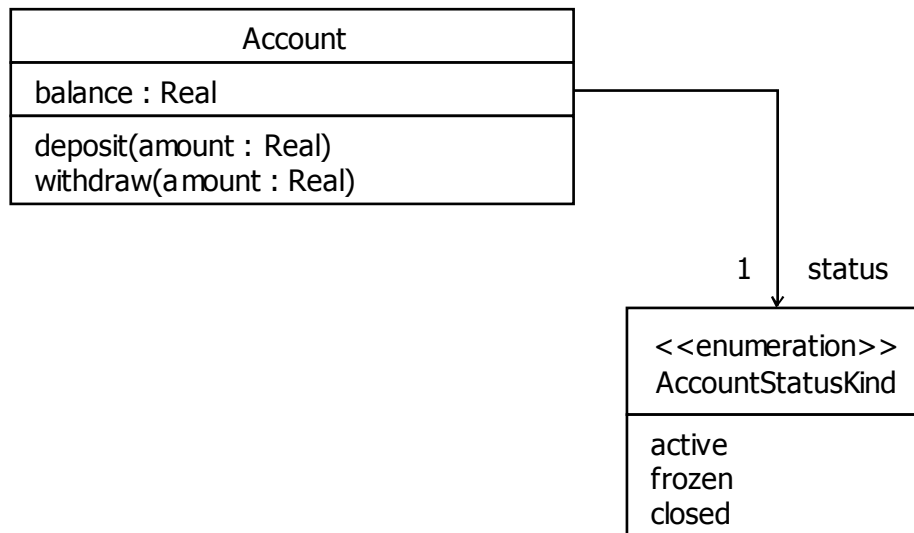 Account
balance : Real
deposit(amount : Real)
withdraw(amount : Real)
1 status
<<enumeration>>
AccountStatusKind
active
frozen
closed